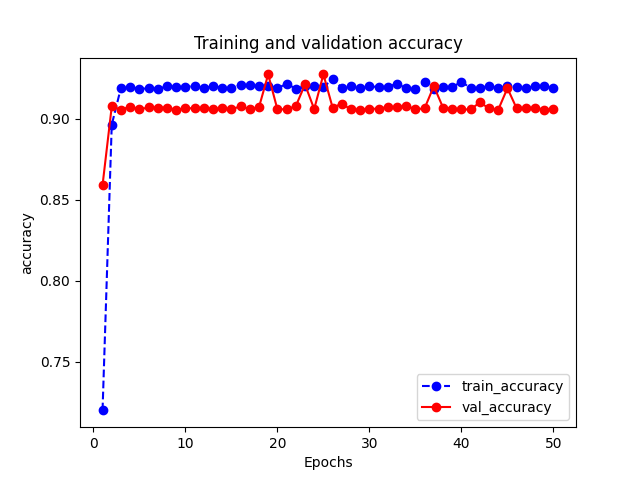 Training and validation accuracy
accuracy
0.90
0.85
0.80
0.75
0 10 20 30 40 50
Epochs
train_accuracy
val_accuracy